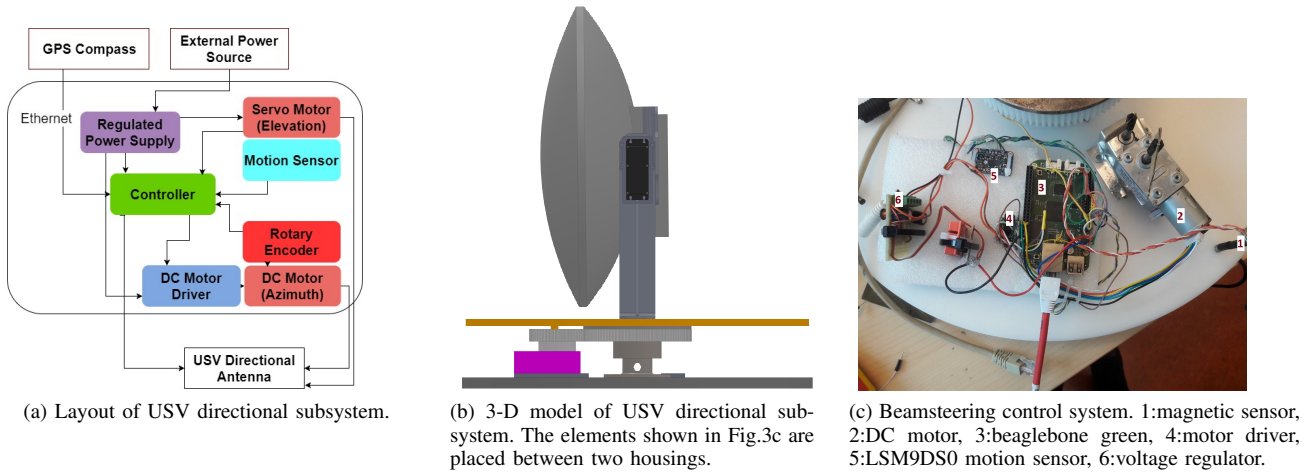 GPS Compass
External Power
Source
Ethernet
Regulated
Power Supply
Servo Motor
(Elevation)
Motion Sensor
Controller
Rotary
Encoder
DC Motor
Driver
DC Motor
(Azimuth)
USV Directional
Antenna
(a) Layout of USV directional subsystem.
(b) 3-D model of USV directional sub-
system. The elements shown in Fig.3c are
placed between two housings.
5
3
6
4
2
1
(c) Beamsteering control system. 1:magnetic sensor,
2:DC motor, 3:beaglebone green, 4:motor driver,
5:LSM9DS0 motion sensor, 6:voltage regulator.